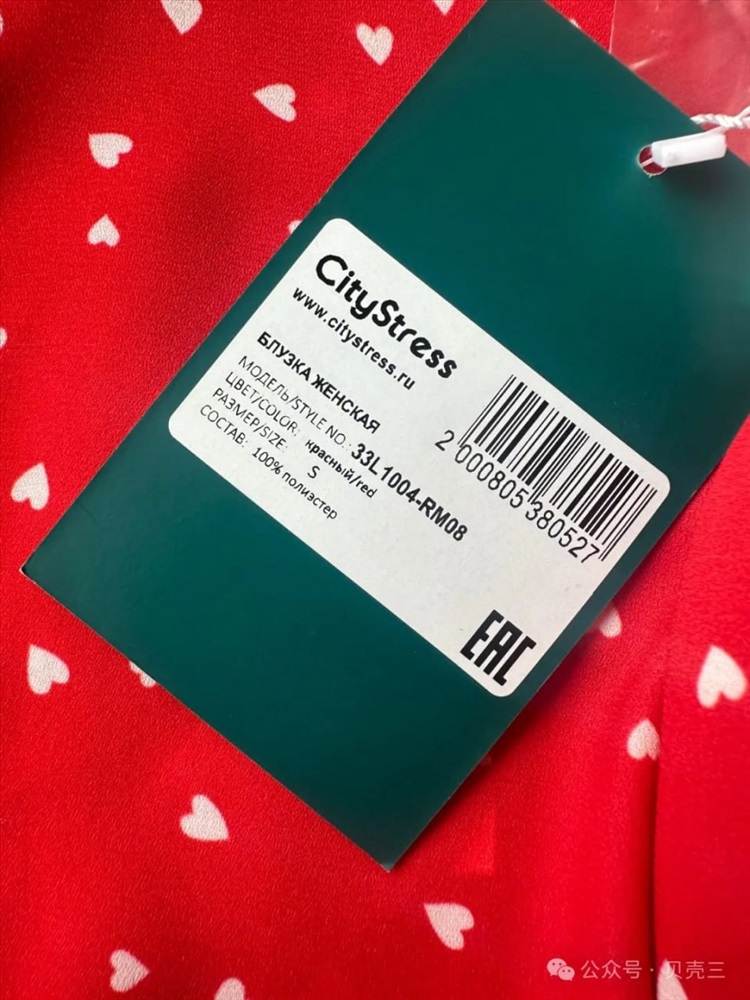 CityStress
www.citystress.ru
БЛУЗКА ЖЕНСКАЯ
МОДЕЛЬ/STYLE NO.: 33L1004-RM08
ЦВЕТ/COLOR: красный/red
РАЗМЕР/SIZE: S
СОСТАВ: 100% полиэстер
2 000805 380527
EAC
公众号·贝壳三